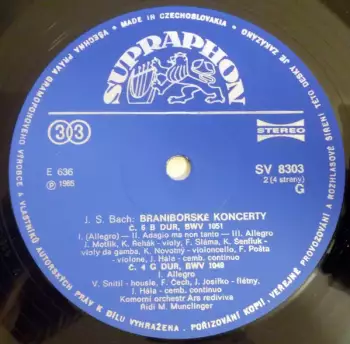 MADE IN CZECHOSLOVAKIA
VŠECHNA PRÁVA GRAMOFONOVÉHO VÝROBCE A VLASTNÍKŮ AUTORSKÝCH PRÁV K DÍLU VYHRAZENA. POŘIZOVÁNÍ KOPIÍ, VEŘEJNÉ PROVOZOVÁNÍ A ROZHLASOVÉ ŠÍŘENÍ TÉTO DESKY JE ZAKÁZÁNO
SUPRAPHON
33
STEREO
E 636
Ⓟ 1965
SV 8303
2 (4 strany)
G
J. S. Bach: BRANIBORSKÉ KONCERTY
Č. 6 B DUR, BWV 1051
I. (Allegro) — II. Adagio ma non tanto — III. Allegro
J. Motlík, K. Řehák - violy, F. Sláma, K. Sanfluk -
violy da gamba, K. Novotný - violoncello, F. Pošta
- violone, J. Hála - cemb. continuo
Č. 4 G DUR, BWV 1049
I. Allegro
V. Snítil - housle, F. Čech, J. Josífko - flétny,
J. Hála - cemb. continuo
Komorní orchestr Ars rediviva
Řídí M. Munclinger